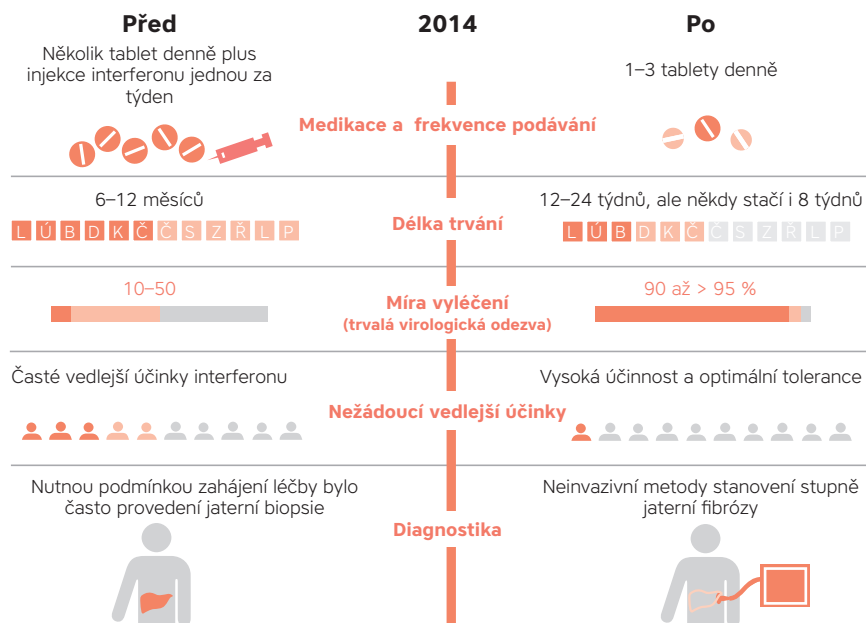 Před
2014
Po
Několik tablet denně plus
injekce interferonu jednou za
týden
Medikace a frekvence podávání
1–3 tablety denně
6–12 měsíců
L Ú B D K Č Č S Z Ř L P
Délka trvání
12–24 týdnů, ale někdy stačí i 8 týdnů
L Ú B D K Č Č S Z Ř L P
10–50
Míra vyléčení
(trvalá virologická odezva)
90 až > 95 %
Časté vedlejší účinky interferonu
Nežádoucí vedlejší účinky
Vysoká účinnost a optimální tolerance
Nutnou podmínkou zahájení léčby bylo
často provedení jaterní biopsie
Diagnostika
Neinvazivní metody stanovení stupně
jaterní fibrózy